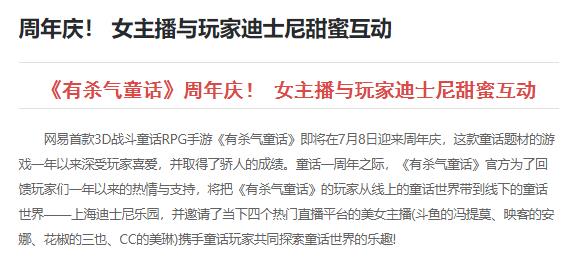 周年庆！ 女主播与玩家迪士尼甜蜜互动
《有杀气童话》周年庆！ 女主播与玩家迪士尼甜蜜互动
网易首款3D战斗童话RPG手游《有杀气童话》即将在7月8日迎来周年庆，这款童话题材的游
戏一年以来深受玩家喜爱，并取得了骄人的成绩。童话一周年之际，《有杀气童话》官方为了回
馈玩家们一年以来的热情与支持，将把《有杀气童话》的玩家从线上的童话世界带到线下的童话
世界——上海迪士尼乐园，并邀请了当下四个热门直播平台的美女主播(斗鱼的冯提莫、映客的安
娜、花椒的三也、CC的美琳)携手童话玩家共同探索童话世界的乐趣!